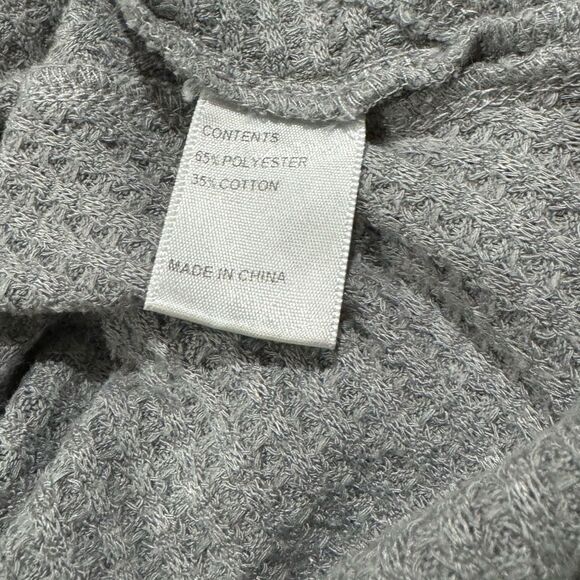 CONTENTS
65% POLYESTER
35% COTTON
MADE IN CHINA